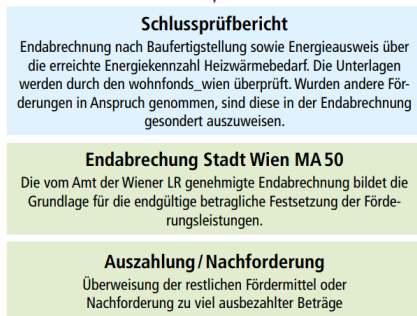 Schlussprüfbericht
Endabrechnung nach Baufertigstellung sowie Energieausweis über
die erreichte Energiekennzahl Heizwärmebedarf. Die Unterlagen
werden durch den wohnfonds_wien überprüft. Wurden andere För-
derungen in Anspruch genommen, sind diese in der Endabrechnung
gesondert auszuweisen.
Endabrechung Stadt Wien MA 50
Die vom Amt der Wiener LR genehmigte Endabrechnung bildet die
Grundlage für die endgültige betragliche Festsetzung der Förde-
rungsleistungen.
Auszahlung / Nachforderung
Überweisung der restlichen Fördermittel oder
Nachforderung zu viel ausbezahlter Beträge